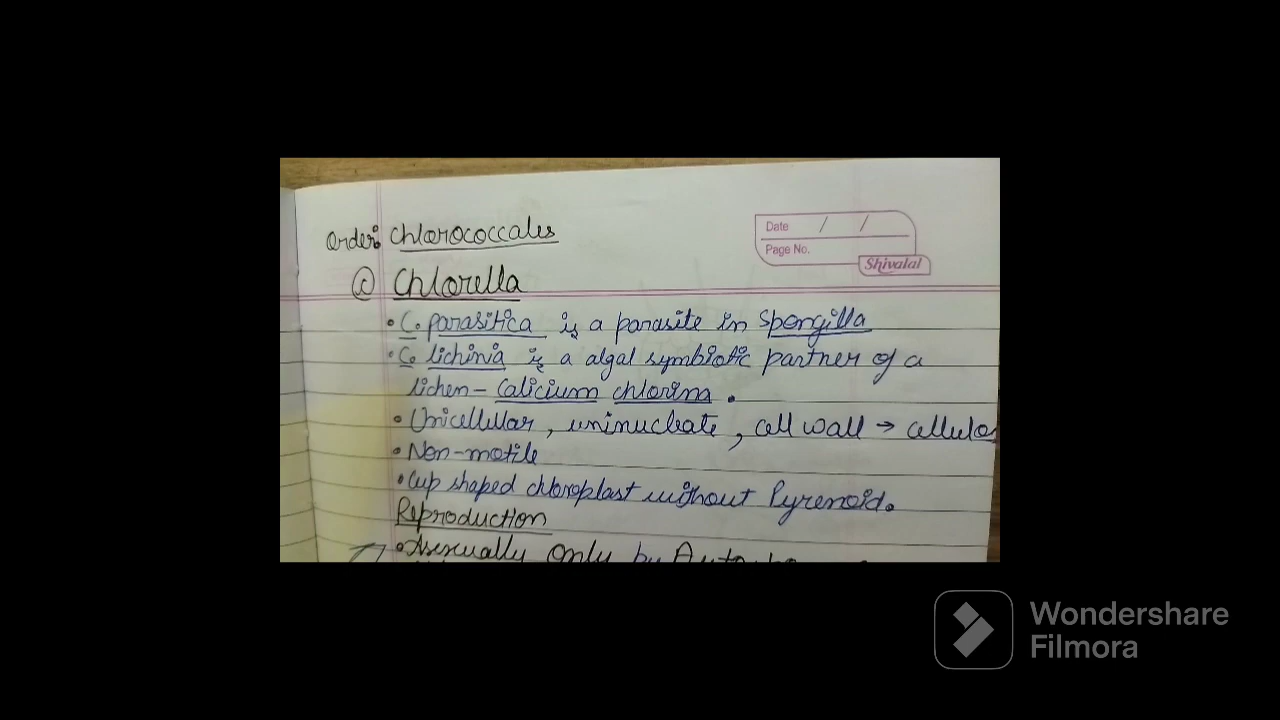 Order: Chlorococcales
Date / /
Page No.
Shivalal
Chlorella
• C. parasitica is a parasite in Spongilla
• C. lichinia is a algal symbiotic partner of a
lichen - Calicium chlorina .
• Unicellular, uninucleate, cell wall → cellulo
• Non-motile
• Cup shaped chloroplast without Pyrenoid.
Reproduction
• Asexually only by
Wondershare
Filmora